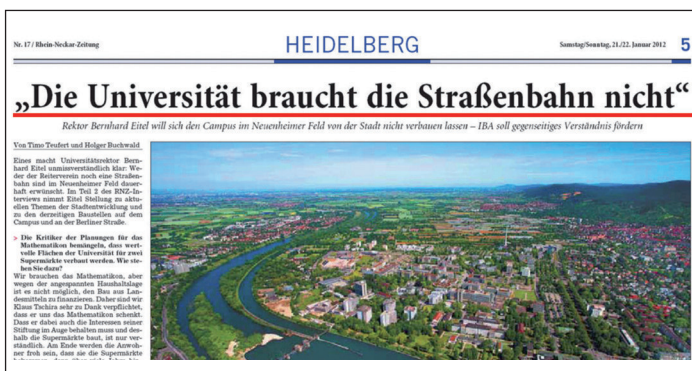 Nr. 17 / Rhein-Neckar-Zeitung
HEIDELBERG
Samstag/Sonntag, 21./22. Januar 2012
5
„Die Universität braucht die Straßenbahn nicht“
Rektor Bernhard Eitel will sich den Campus im Neuenheimer Feld von der Stadt nicht verbauen lassen – IBA soll gegenseitiges Verständnis fördern
Von Timo Teufert und Holger Buchwald
Eines macht Universitätsrektor Bern-
hard Eitel unmissverständlich klar: We-
der der Reiterverein noch eine Straßen-
bahn sind im Neuenheimer Feld dauer-
haft erwünscht. Im Teil 2 des RNZ-In-
terviews nimmt Eitel Stellung zu aktu-
ellen Themen der Stadtentwicklung und
zu den derzeitigen Baustellen auf dem
Campus und an der Berliner Straße.
> Die Kritiker der Planungen für das
Mathematikon bemängeln, dass wert-
volle Flächen der Universität für zwei
Supermärkte verbaut werden. Wie ste-
hen Sie dazu?
Wir brauchen das Mathematikon, aber
wegen der angespannten Haushaltslage
ist es nicht möglich, den Bau aus Lan-
desmitteln zu finanzieren. Daher sind wir
Klaus Tschira sehr zu Dank verpflichtet,
dass er uns das Mathematikon schenkt.
Dass er dabei auch die Interessen seiner
Stiftung im Auge behalten muss und des-
halb die Supermärkte baut, ist nur ver-
ständlich. Am Ende werden die Anwoh-
ner froh sein, dass sie die Supermärkte